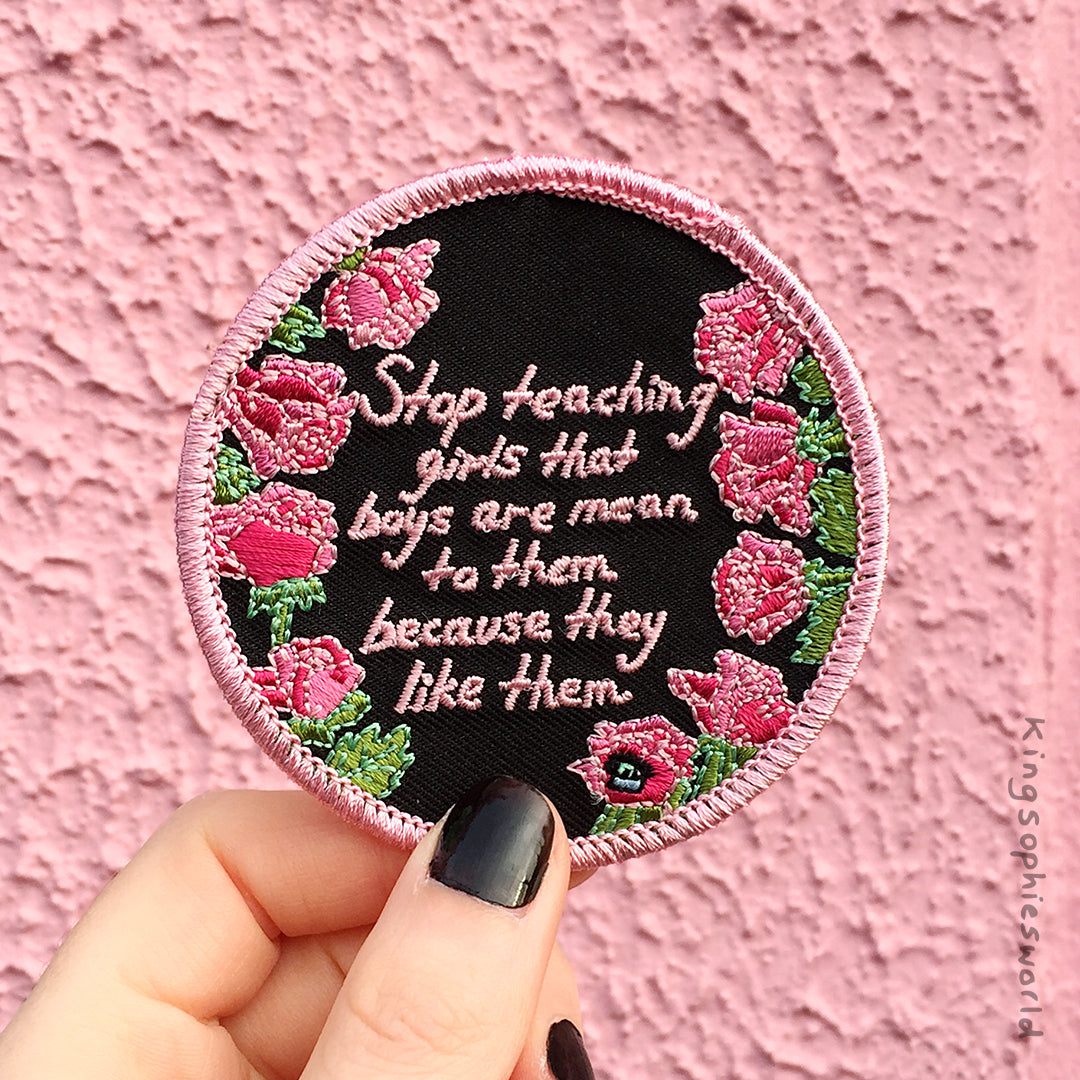 Stop teaching
girls that
boys are mean
to them
because they
like them.
kingsophiesworld